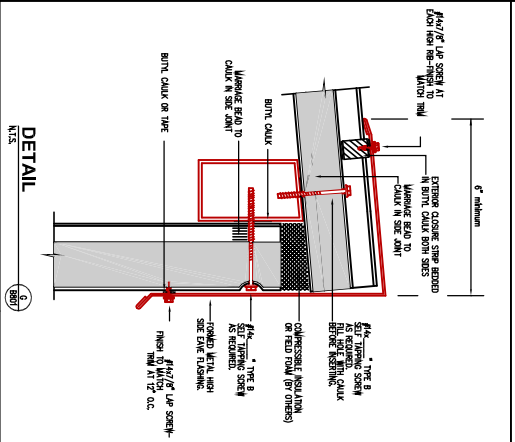 #14x7/8" LAP SCREW AT
EACH HIGH RIB-FINISH TO
MATCH TRIM
6" minimum
EXTERIOR CLOSURE STRIP BEDDED
IN BUTYL CAULK BOTH SIDES
MARRIAGE BEAD TO
CAULK IN SIDE JOINT
#14x____" TYPE B
SELF TAPPING SCREW
AS REQUIRED.
FILL HOLE WITH CAULK
BEFORE INSERTING.
COMPRESSIBLE INSULATION
OR FIELD FOAM (BY OTHERS)
#14x____" TYPE B
SELF TAPPING SCREW
AS REQUIRED.
FORMED METAL HIGH
SIDE EAVE FLASHING.
#14x7/8" LAP SCREW-
FINISH TO MATCH
TRIM AT 12" O.C.
BUTYL CAULK
MARRIAGE BEAD TO
CAULK IN SIDE JOINT
BUTYL CAULK OR TAPE
DETAIL
N.T.S.
G
B801